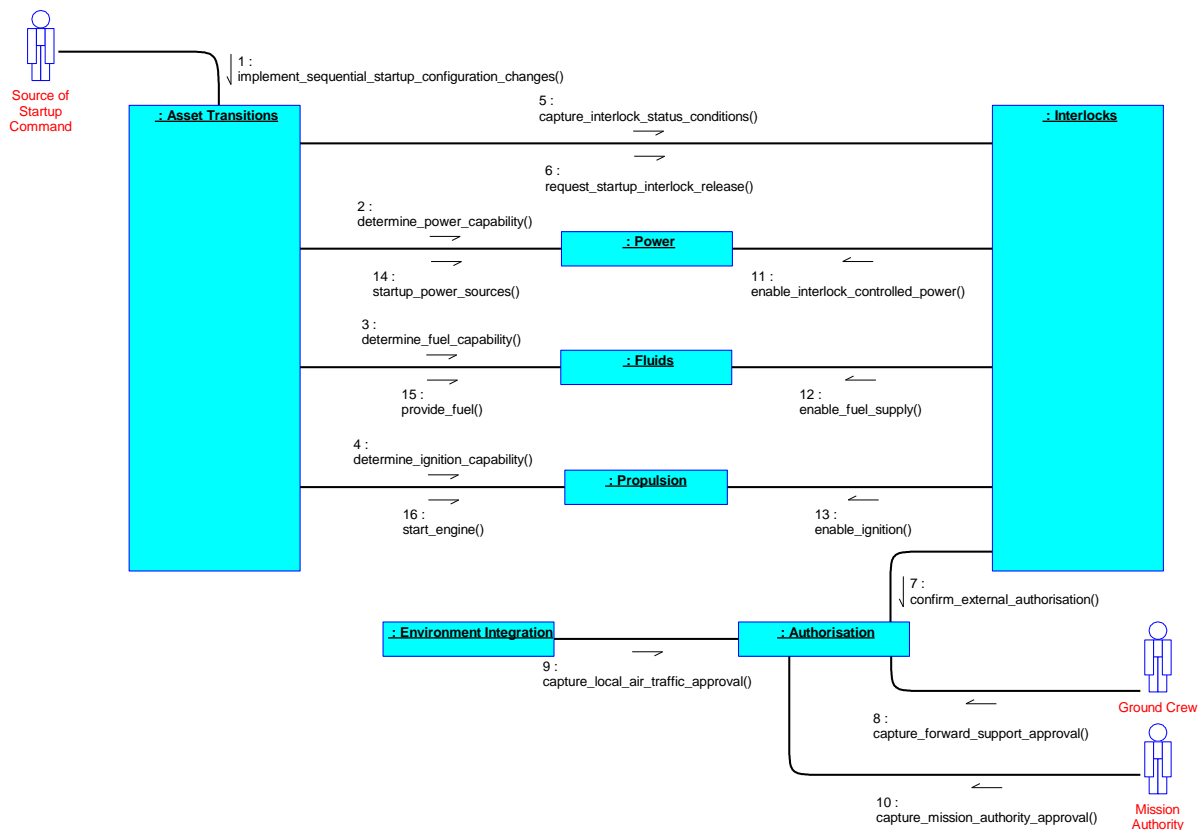 1 :
implement_sequential_startup_configuration_changes()
Source of
Startup
Command
: Asset Transitions
5 :
capture_interlock_status_conditions()
: Interlocks
6 :
request_startup_interlock_release()
2 :
determine_power_capability()
: Power
14 :
startup_power_sources()
11 :
enable_interlock_controlled_power()
3 :
determine_fuel_capability()
: Fluids
15 :
provide_fuel()
12 :
enable_fuel_supply()
4 :
determine_ignition_capability()
: Propulsion
16 :
start_engine()
13 :
enable_ignition()
7 :
confirm_external_authorisation()
: Environment Integration
: Authorisation
9 :
capture_local_air_traffic_approval()
Ground Crew
8 :
capture_forward_support_approval()
10 :
capture_mission_authority_approval()
Mission
Authority